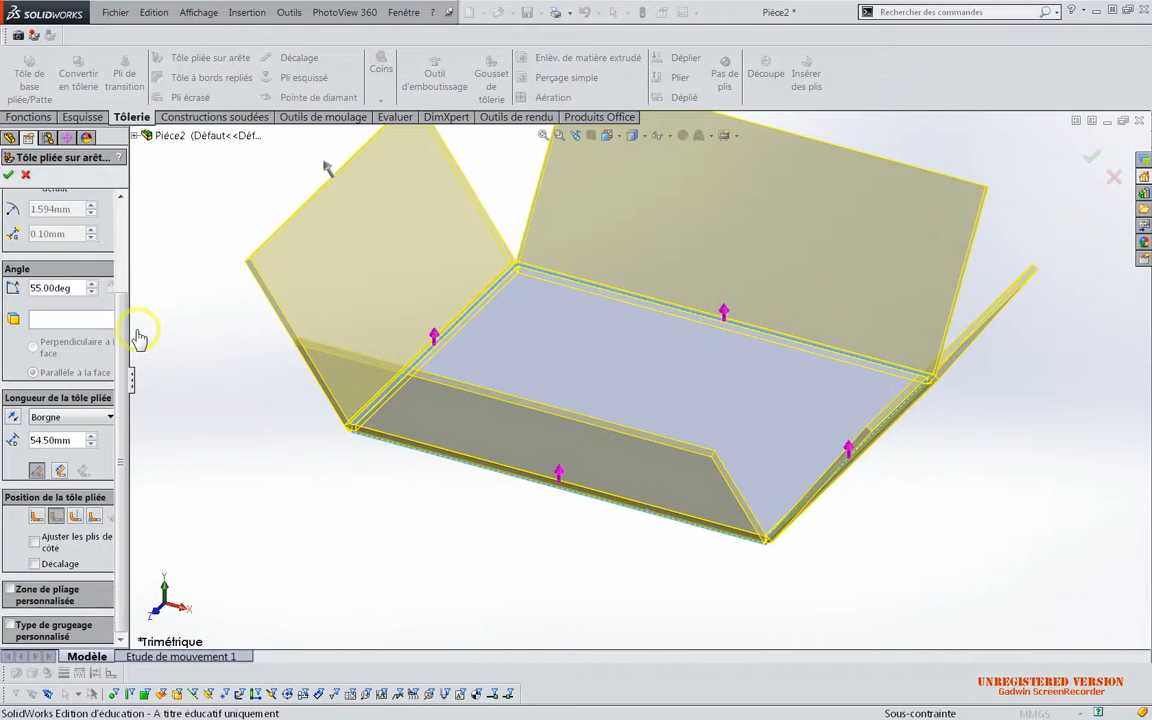 SOLIDWORKS Fichier Edition Affichage Insertion Outils PhotoView 360 Fenêtre ? Pièce2 * Rechercher des commandes ?
Tôle de base pliée/Patte
Convertir en tôlerie
Pli de transition
Tôle pliée sur arête
Tôle à bords repliés
Pli écrasé
Décalage
Pli esquissé
Pointe de diamant
Coins
Outil d'emboutissage
Gousset de tôlerie
Enlèv. de matière extrudé
Perçage simple
Aération
Déplier
Plier
Déplié
Pas de plis
Découpe
Insérer des plis
Fonctions Esquisse Tôlerie Constructions soudées Outils de moulage Evaluer DimXpert Outils de rendu Produits Office
Pièce2 (Défaut<<Déf...
Tôle pliée sur arêt... ?
défaut
1.594mm
0.10mm
Angle
55.00deg
Perpendiculaire à la
face
Parallèle à la face
Longueur de la tôle pliée
Borgne
54.50mm
Position de la tôle pliée
Ajuster les plis de
côté
Décalage
Zone de pliage
personnalisée
Type de grugeage
personnalisé
Y
X
Z
*Trimétrique
Modèle Etude de mouvement 1
UNREGISTERED VERSION
Gadwin ScreenRecorder
SolidWorks Edition d'éducation - A titre éducatif uniquement Sous-contrainte MMGS